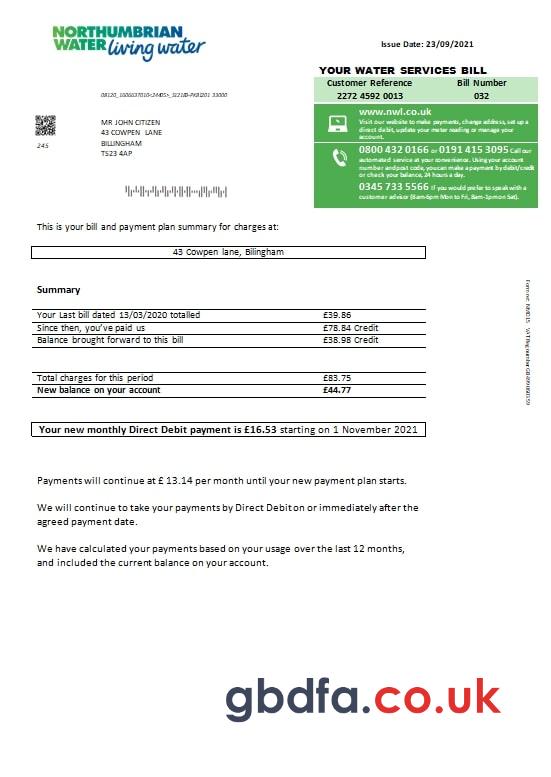 NORTHUMBRIAN
WATER living water
Issue Date: 23/09/2021
YOUR WATER SERVICES BILL
Customer Reference Bill Number
2272 4592 0013 032
www.nwl.co.uk
Visit our website to make payments, change address, set up a
direct debit, update your meter reading or manage your
account.
0800 432 0166 or 0191 415 3095 Call our
automated service at your convenience. Using your account
number and post code, you can make a payment by debit/credit
or check your balance, 24 hours a day.
0345 733 5566 If you would prefer to speak with a
customer advisor (8am-6pm Mon to Fri, 8am-1pm on Sat).
245
MR JOHN CITIZEN
43 COWPEN LANE
BILLINGHAM
TS23 4AP
This is your bill and payment plan summary for charges at:
43 Cowpen lane, Bilingham
Summary
Your Last bill dated 13/03/2020 totalled £39.86
Since then, you've paid us £78.84 Credit
Balance brought forward to this bill £38.98 Credit
Total charges for this period £83.75
New balance on your account £44.77
Your new monthly Direct Debit payment is £16.53 starting on 1 November 2021
Payments will continue at £ 13.14 per month until your new payment plan starts.
We will continue to take your payments by Direct Debit on or immediately after the
agreed payment date.
We have calculated your payments based on your usage over the last 12 months,
and included the current balance on your account.
gbdfa.co.uk